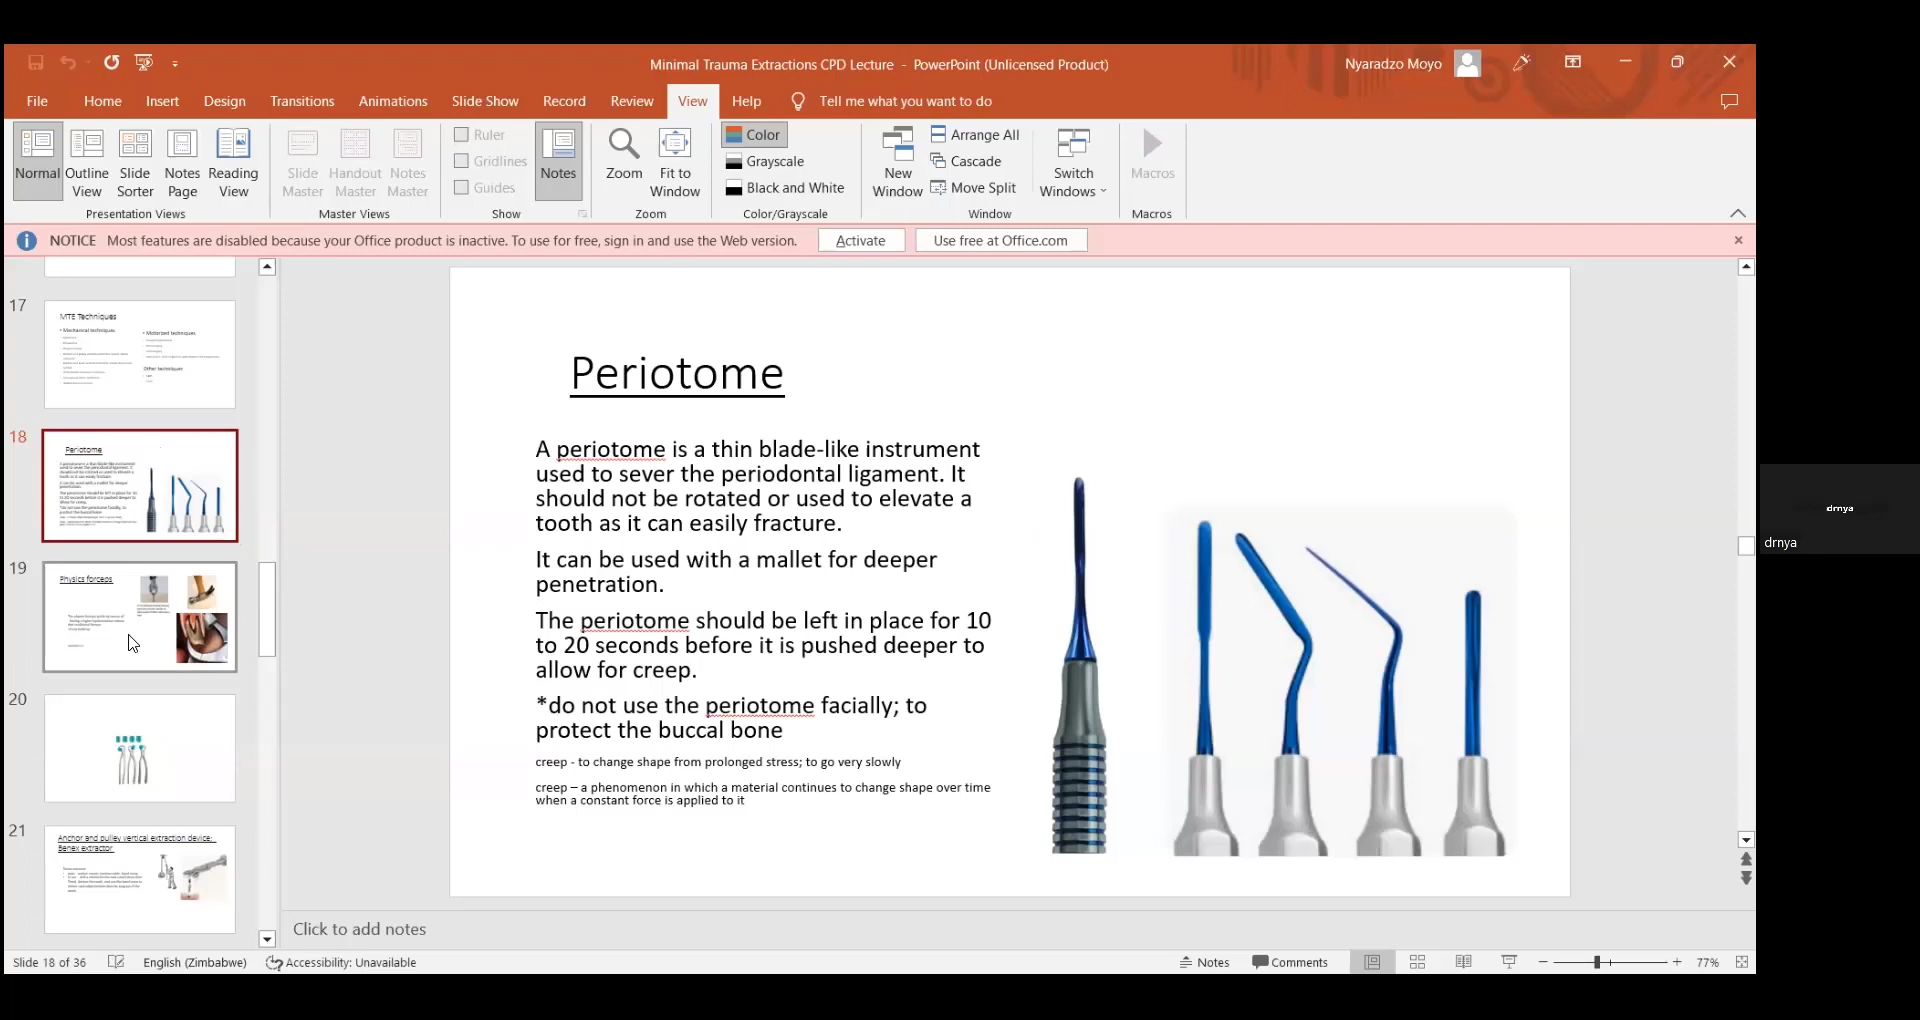 Minimal Trauma Extractions CPD Lecture - PowerPoint (Unlicensed Product)
Nyaradzo Moyo
File Home Insert Design Transitions Animations Slide Show Record Review View Help Tell me what you want to do
Normal
Outline View
Slide Sorter
Notes Page
Reading View
Presentation Views
Slide Master
Handout Master
Notes Master
Master Views
Ruler
Gridlines
Guides
Show
Notes
Zoom
Fit to Window
Zoom
Color
Grayscale
Black and White
Color/Grayscale
New Window
Arrange All
Cascade
Move Split
Switch Windows
Window
Macros
Macros
NOTICE Most features are disabled because your Office product is inactive. To use for free, sign in and use the Web version. Activate Use free at Office.com
17
MTE Techniques
Mechanical techniques
Motorised techniques
Other techniques
18
Periotome
19
Physics forceps
20
21
Anchor and pulley vertical extraction device;
Benex extractor
Periotome
A periotome is a thin blade-like instrument
used to sever the periodontal ligament. It
should not be rotated or used to elevate a
tooth as it can easily fracture.
It can be used with a mallet for deeper
penetration.
The periotome should be left in place for 10
to 20 seconds before it is pushed deeper to
allow for creep.
*do not use the periotome facially; to
protect the buccal bone
creep - to change shape from prolonged stress; to go very slowly
creep – a phenomenon in which a material continues to change shape over time
when a constant force is applied to it
Click to add notes
Slide 18 of 36 English (Zimbabwe) Accessibility: Unavailable Notes Comments 77%
drnya
drnya